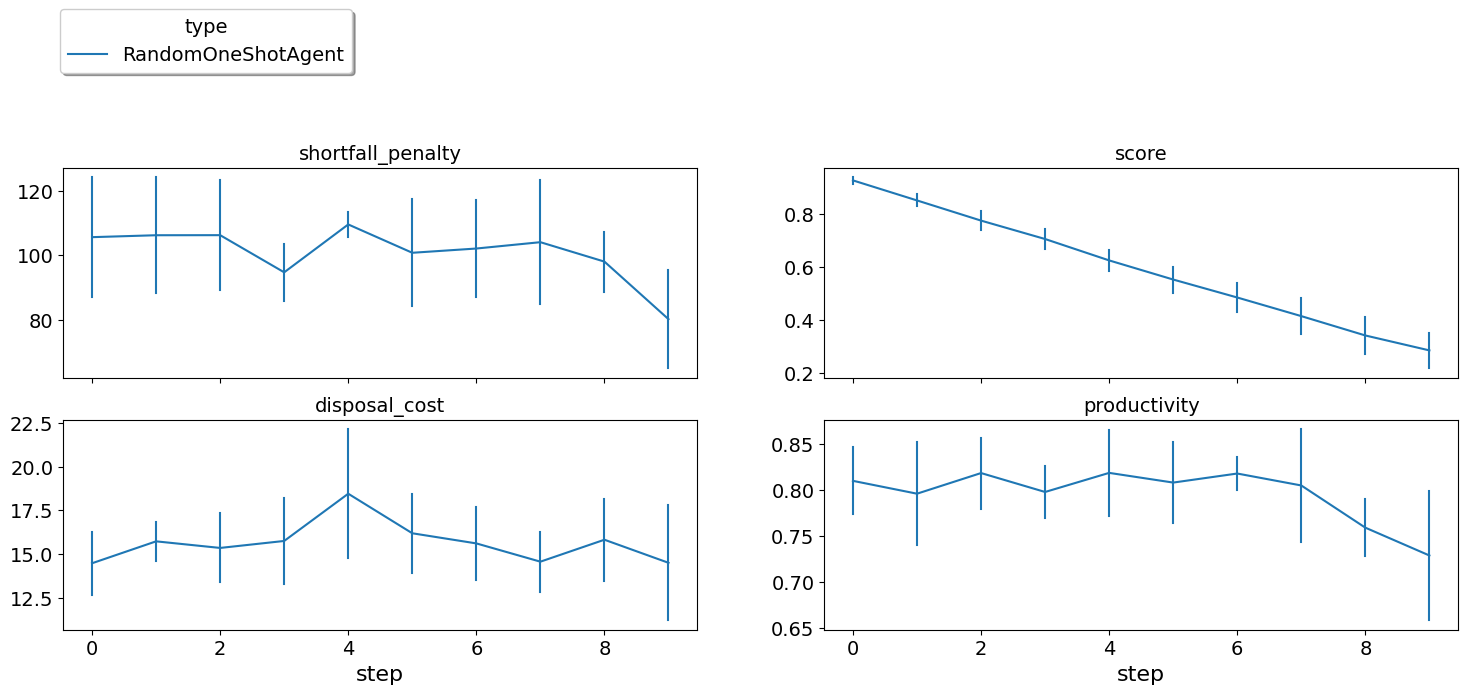 type
RandomOneShotAgent
shortfall_penalty
120
100
80
score
0.8
0.6
0.4
0.2
disposal_cost
22.5
20.0
17.5
15.0
12.5
0 2 4 6 8
step
productivity
0.85
0.80
0.75
0.70
0.65
0 2 4 6 8
step